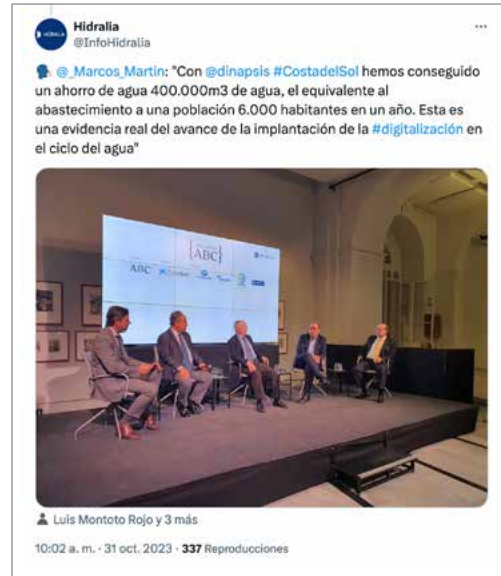 Hidralia
@InfoHidralia
@_Marcos_Martin: "Con @dinapsis #CostadelSol hemos conseguido
un ahorro de agua 400.000m3 de agua, el equivalente al
abastecimiento a una población 6.000 habitantes en un año. Esta es
una evidencia real del avance de la implantación de la #digitalización en
el ciclo del agua"
{ABC}
ABC
Luis Montoto Rojo y 3 más
10:02 a. m. · 31 oct. 2023 · 337 Reproducciones